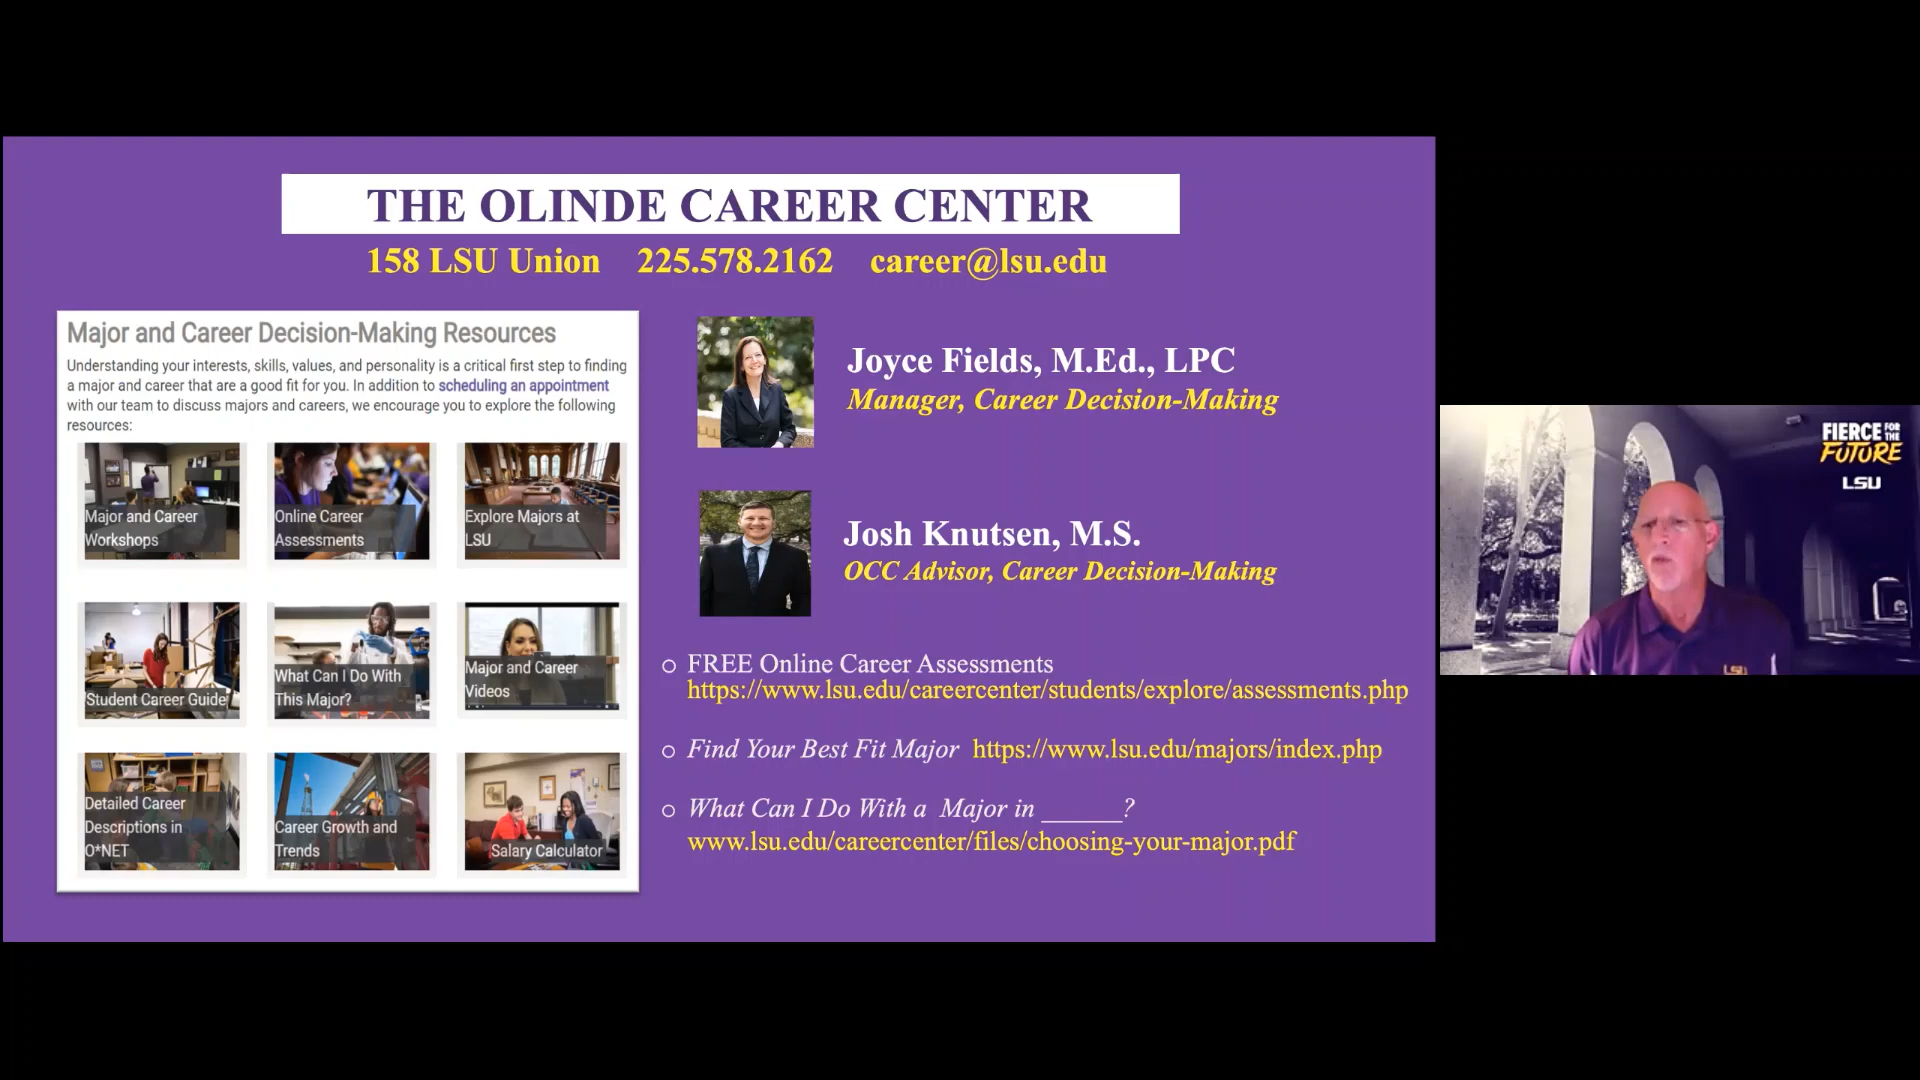 THE OLINDE CAREER CENTER
158 LSU Union 225.578.2162 career@lsu.edu
Major and Career Decision-Making Resources
Understanding your interests, skills, values, and personality is a critical first step to finding
a major and career that are a good fit for you. In addition to scheduling an appointment
with our team to discuss majors and careers, we encourage you to explore the following
resources:
Major and Career
Workshops
Online Career
Assessments
Explore Majors at
LSU
Student Career Guide
What Can I Do With
This Major?
Major and Career
Videos
Detailed Career
Descriptions in
O*NET
Career Growth and
Trends
Salary Calculator
Joyce Fields, M.Ed., LPC
Manager, Career Decision-Making
Josh Knutsen, M.S.
OCC Advisor, Career Decision-Making
FREE Online Career Assessments
https://www.lsu.edu/careercenter/students/explore/assessments.php
Find Your Best Fit Major https://www.lsu.edu/majors/index.php
What Can I Do With a Major in ______?
www.lsu.edu/careercenter/files/choosing-your-major.pdf
FIERCE FOR THE
FUTURE
LSU
LSU